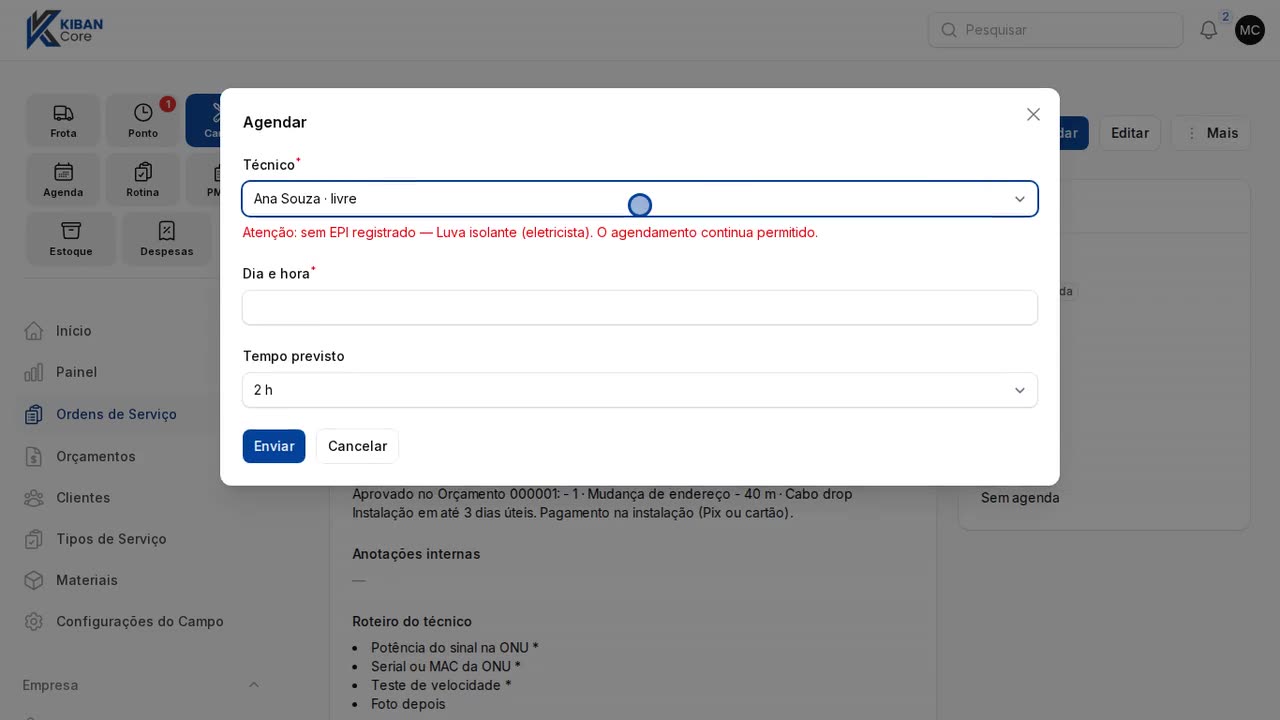 KIBAN
Core
Pesquisar
2
MC
Frota
Ponto
1
Agenda
Rotina
Estoque
Despesas
Editar
Mais
Agendar
Técnico*
Ana Souza · livre
Atenção: sem EPI registrado — Luva isolante (eletricista). O agendamento continua permitido.
Dia e hora*
Tempo previsto
2 h
Enviar
Cancelar
Início
Painel
Ordens de Serviço
Orçamentos
Clientes
Tipos de Serviço
Materiais
Configurações do Campo
Empresa
Aprovado no Orçamento 000001: - 1 · Mudança de endereço - 40 m · Cabo drop
Instalação em até 3 dias úteis. Pagamento na instalação (Pix ou cartão).
Anotações internas
—
Roteiro do técnico
• Potência do sinal na ONU *
• Serial ou MAC da ONU *
• Teste de velocidade *
• Foto depois
Sem agenda